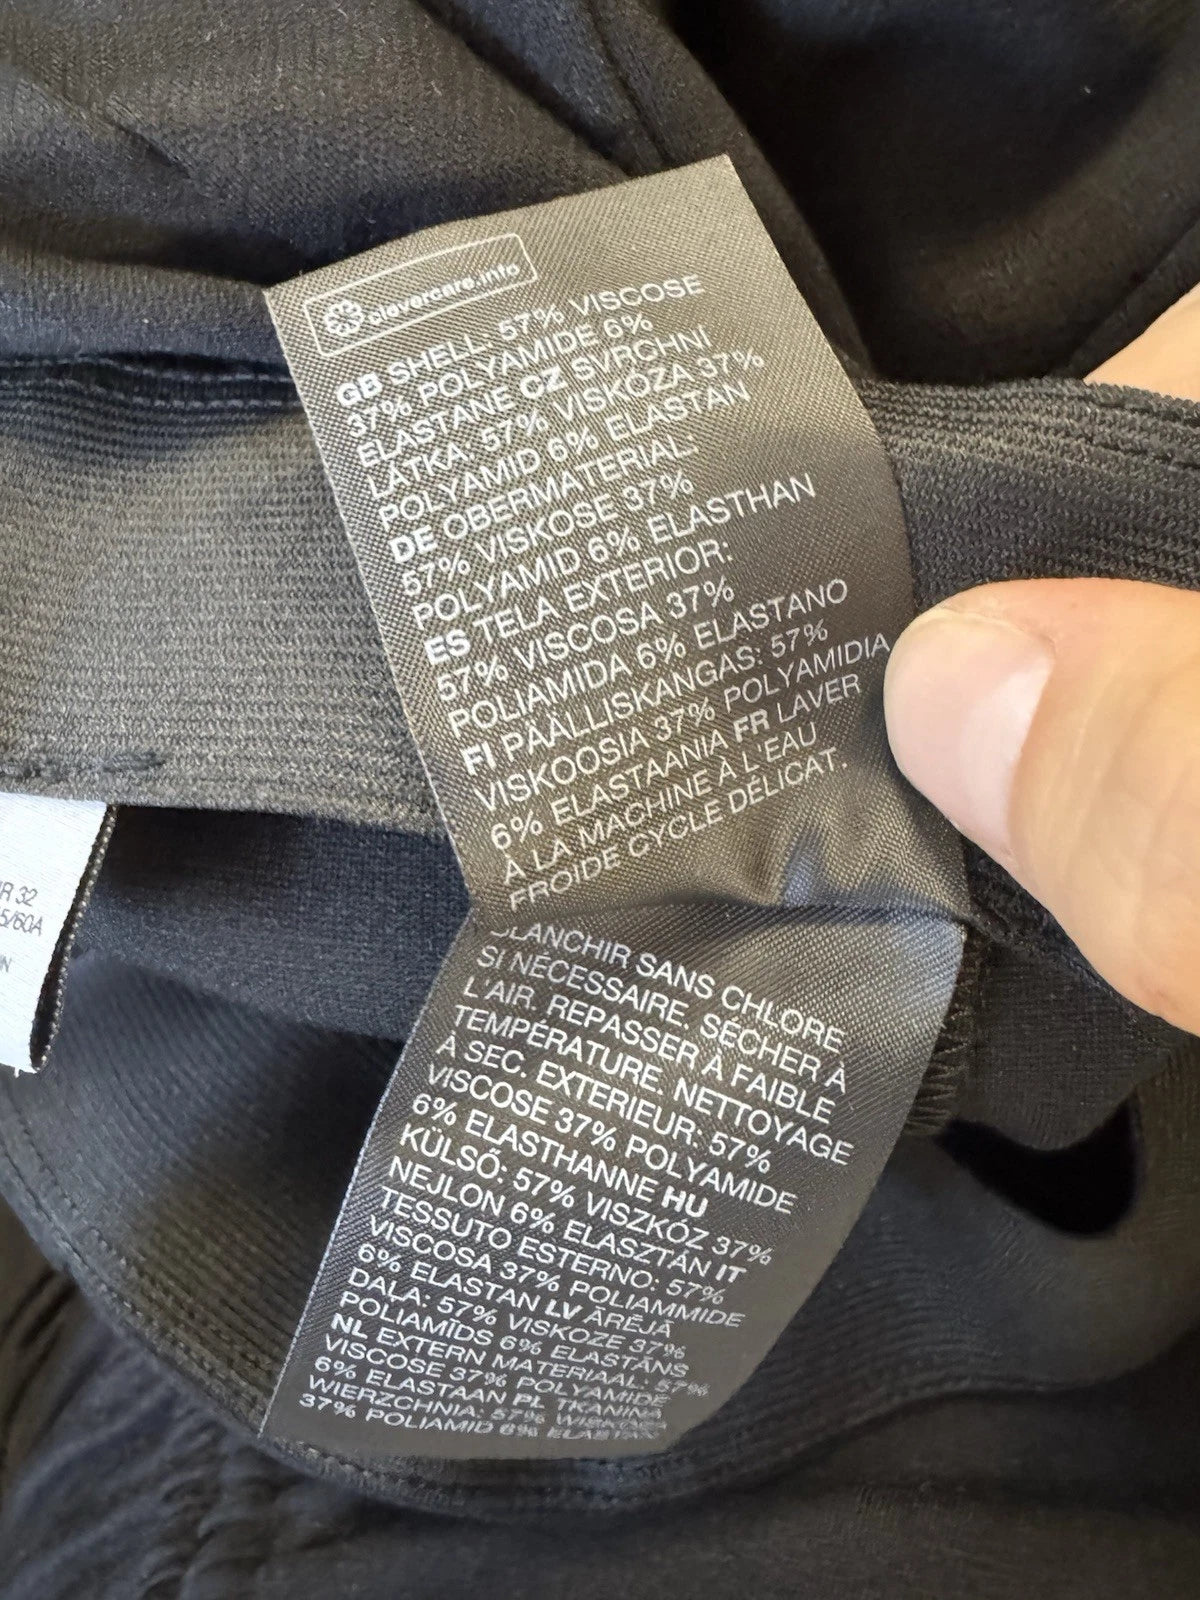 clevercare.info
GB SHELL: 57% VISCOSE
37% POLYAMIDE 6%
ELASTANE CZ SVRCHNI
LÁTKA: 57% VISKÓZA 37%
POLYAMID 6% ELASTAN
DE OBERMATERIAL:
57% VISKOSE 37%
POLYAMID 6% ELASTHAN
ES TELA EXTERIOR:
57% VISCOSA 37%
POLIAMIDA 6% ELASTANO
FI PÄÄLLISKANGAS: 57%
VISKOOSIA 37% POLYAMIDIA
6% ELASTAANIA FR LAVER
À LA MACHINE À L'EAU
FROIDE CYCLE DÉLICAT.
BLANCHIR SANS CHLORE
SI NÉCESSAIRE. SÉCHER À
L'AIR. REPASSER À FAIBLE
TEMPÉRATURE. NETTOYAGE
A SEC. EXTERIEUR: 57%
VISCOSE 37% POLYAMIDE
6% ELASTHANNE HU
KÜLSŐ: 57% VISZKÓZ 37%
NEJLON 6% ELASZTÁN IT
TESSUTO ESTERNO: 57%
VISCOSA 37% POLIAMMIDE
6% ELASTAN LV ĀRĒJĀ
DAĻA: 57% VISKOZE 37%
POLIAMĪDS 6% ELASTĀNS
NL EXTERN MATERIAAL: 57%
VISCOSE 37% POLYAMIDE
6% ELASTAAN PL TKANINA
WIERZCHNIA: 57% WISKOZA
37% POLIAMID 6% ELASTAN
R 32
5/60A
N